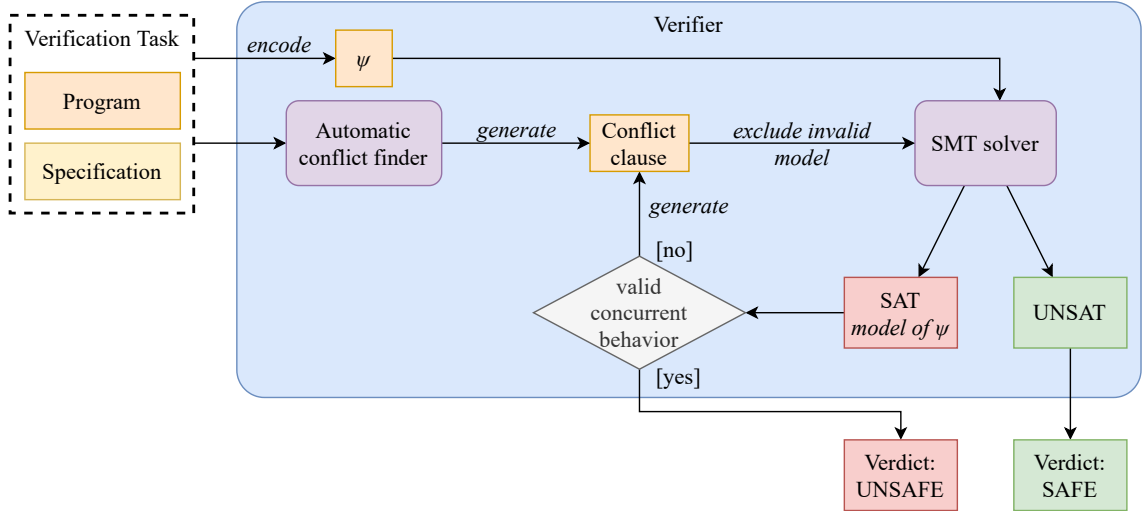 Verification Task
Program
Specification
Verifier
encode
ψ
Automatic
conflict finder
generate
Conflict
clause
exclude invalid
model
SMT solver
generate
[no]
valid
concurrent
behavior
[yes]
SAT
model of ψ
UNSAT
Verdict:
UNSAFE
Verdict:
SAFE